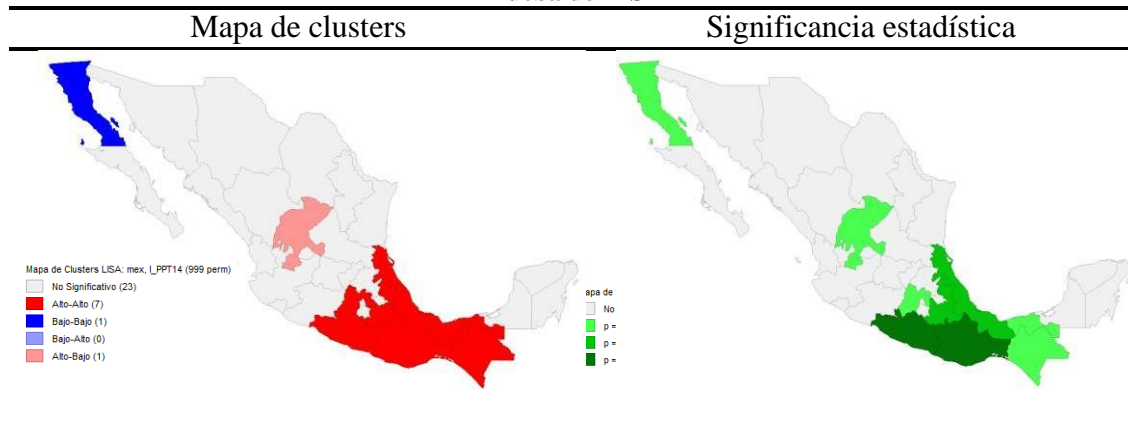 Mapa de clusters
Significancia estadística
Mapa de Clusters LISA: mex, I_PPT14 (999 perm)
No Significativo (23)
Alto-Alto (7)
Bajo-Bajo (1)
Bajo-Alto (0)
Alto-Bajo (1)
apa de
No
p =
p =
p =